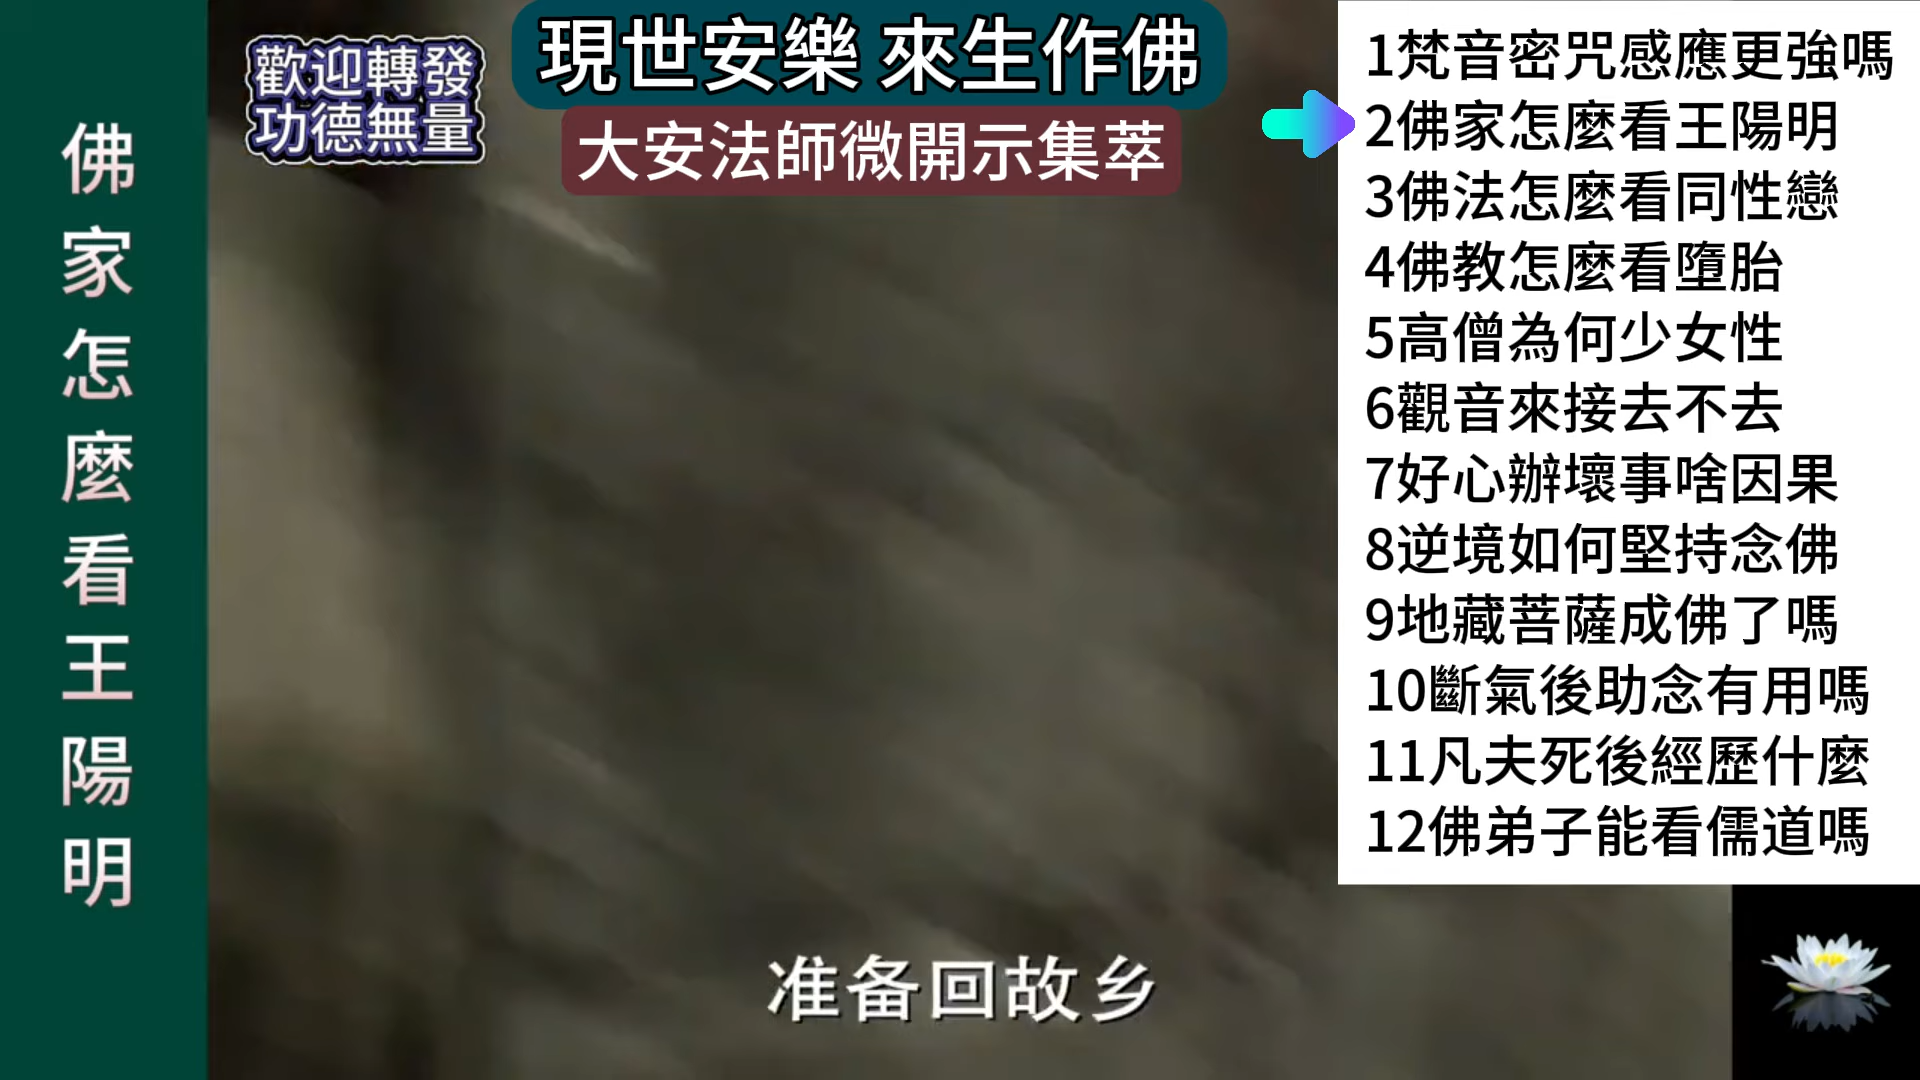 歡迎轉發
功德無量
現世安樂 來生作佛
大安法師微開示集萃
佛家怎麼看王陽明
1梵音密咒感應更強嗎
2佛家怎麼看王陽明
3佛法怎麼看同性戀
4佛教怎麼看墮胎
5高僧為何少女性
6觀音來接去不去
7好心辦壞事啥因果
8逆境如何堅持念佛
9地藏菩薩成佛了嗎
10斷氣後助念有用嗎
11凡夫死後經歷什麼
12佛弟子能看儒道嗎
准备回故乡